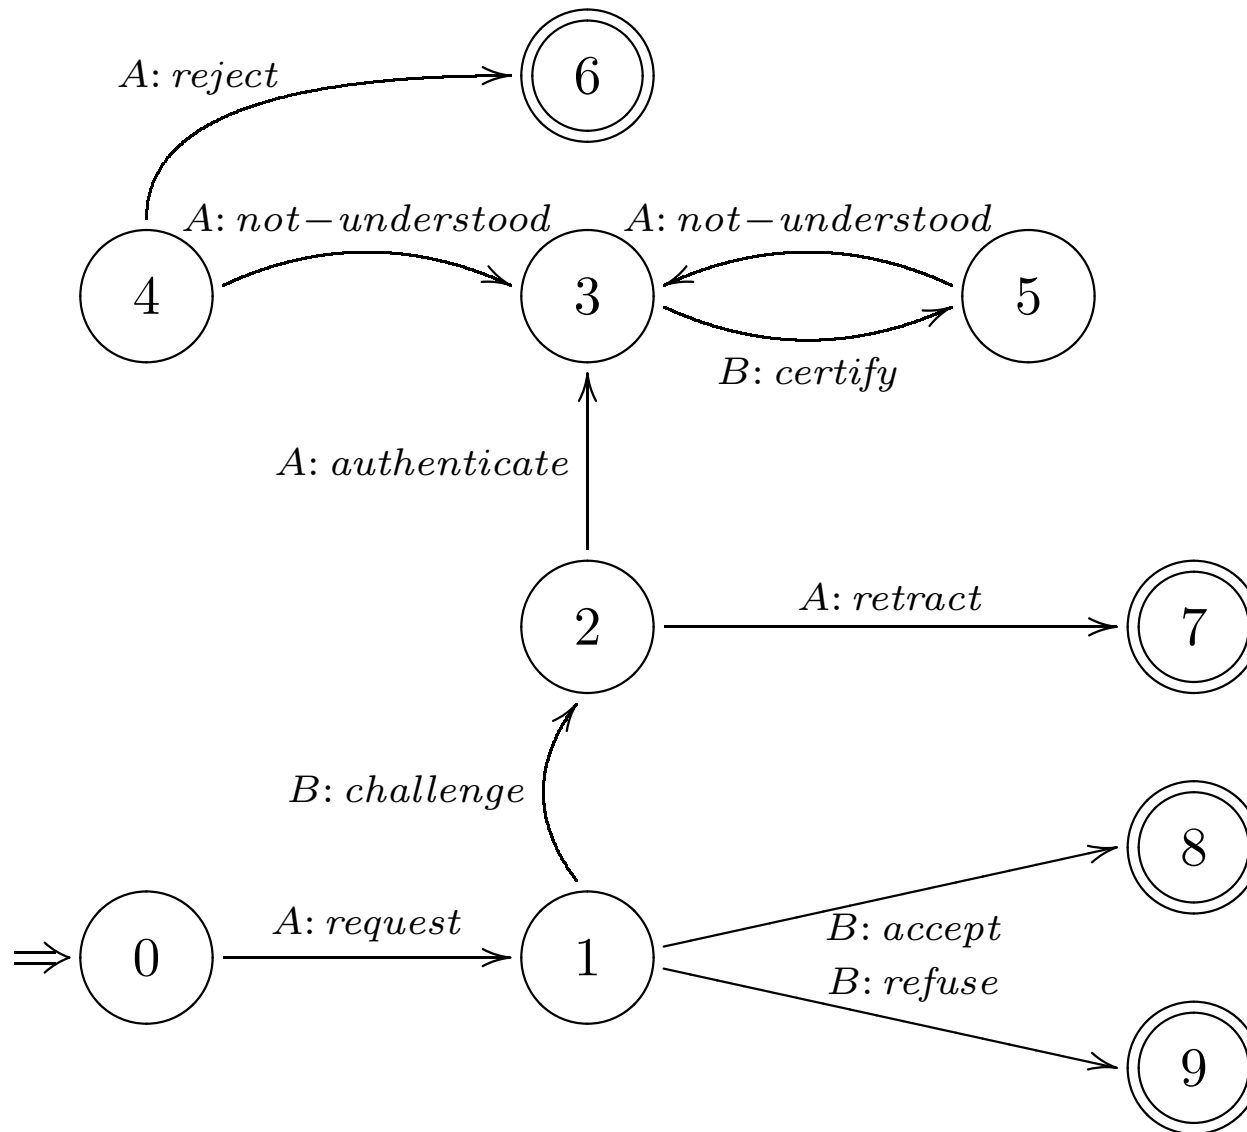 A: reject
6
A: not-understood
A: not-understood
4
3
5
B: certify
A: authenticate
2
A: retract
7
B: challenge
8
A: request
B: accept
0
1
B: refuse
9